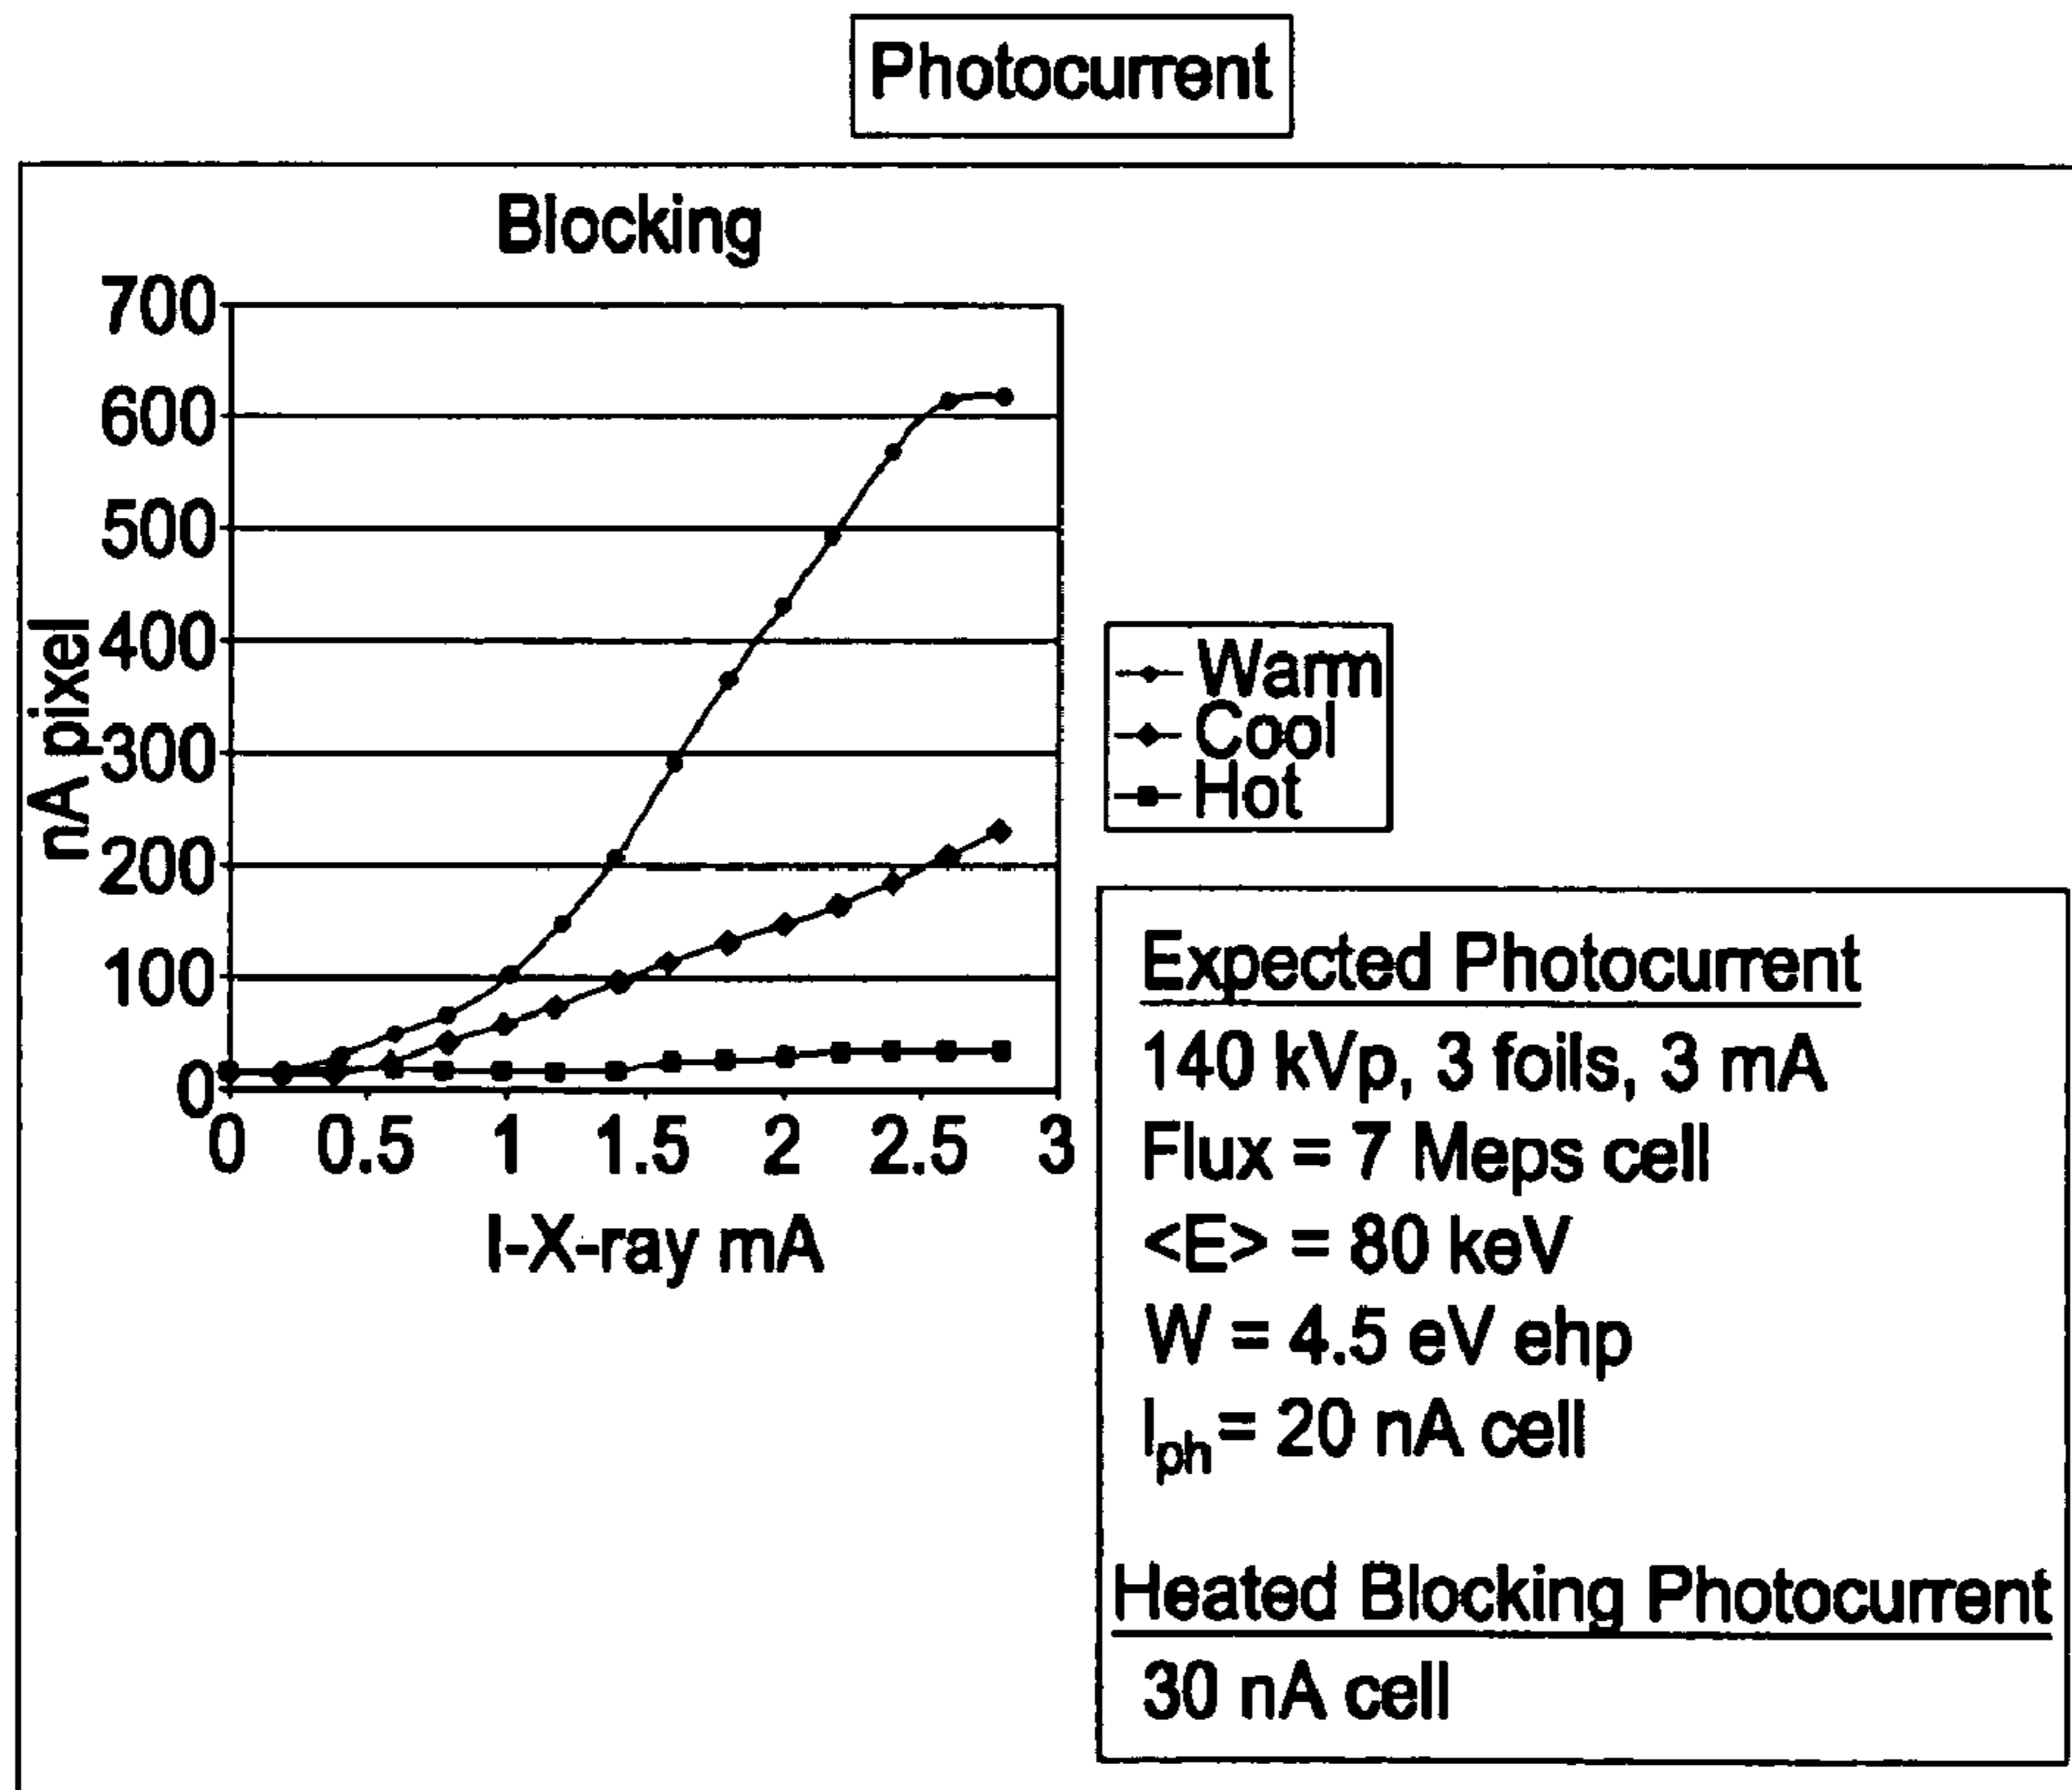 Photocurrent
Blocking
700
600
500
400
300
200
100
0
nA pixel
0 0.5 1 1.5 2 2.5 3
I-X-ray mA
Warm
Cool
Hot
Expected Photocurrent
140 kVp, 3 foils, 3 mA
Flux = 7 Meps cell
<E> = 80 keV
W = 4.5 eV ehp
Iph = 20 nA cell
Heated Blocking Photocurrent
30 nA cell